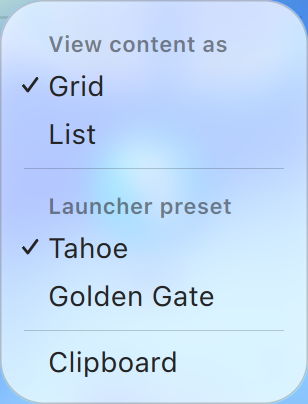 View content as
✓ Grid
List
Launcher preset
✓ Tahoe
Golden Gate
Clipboard